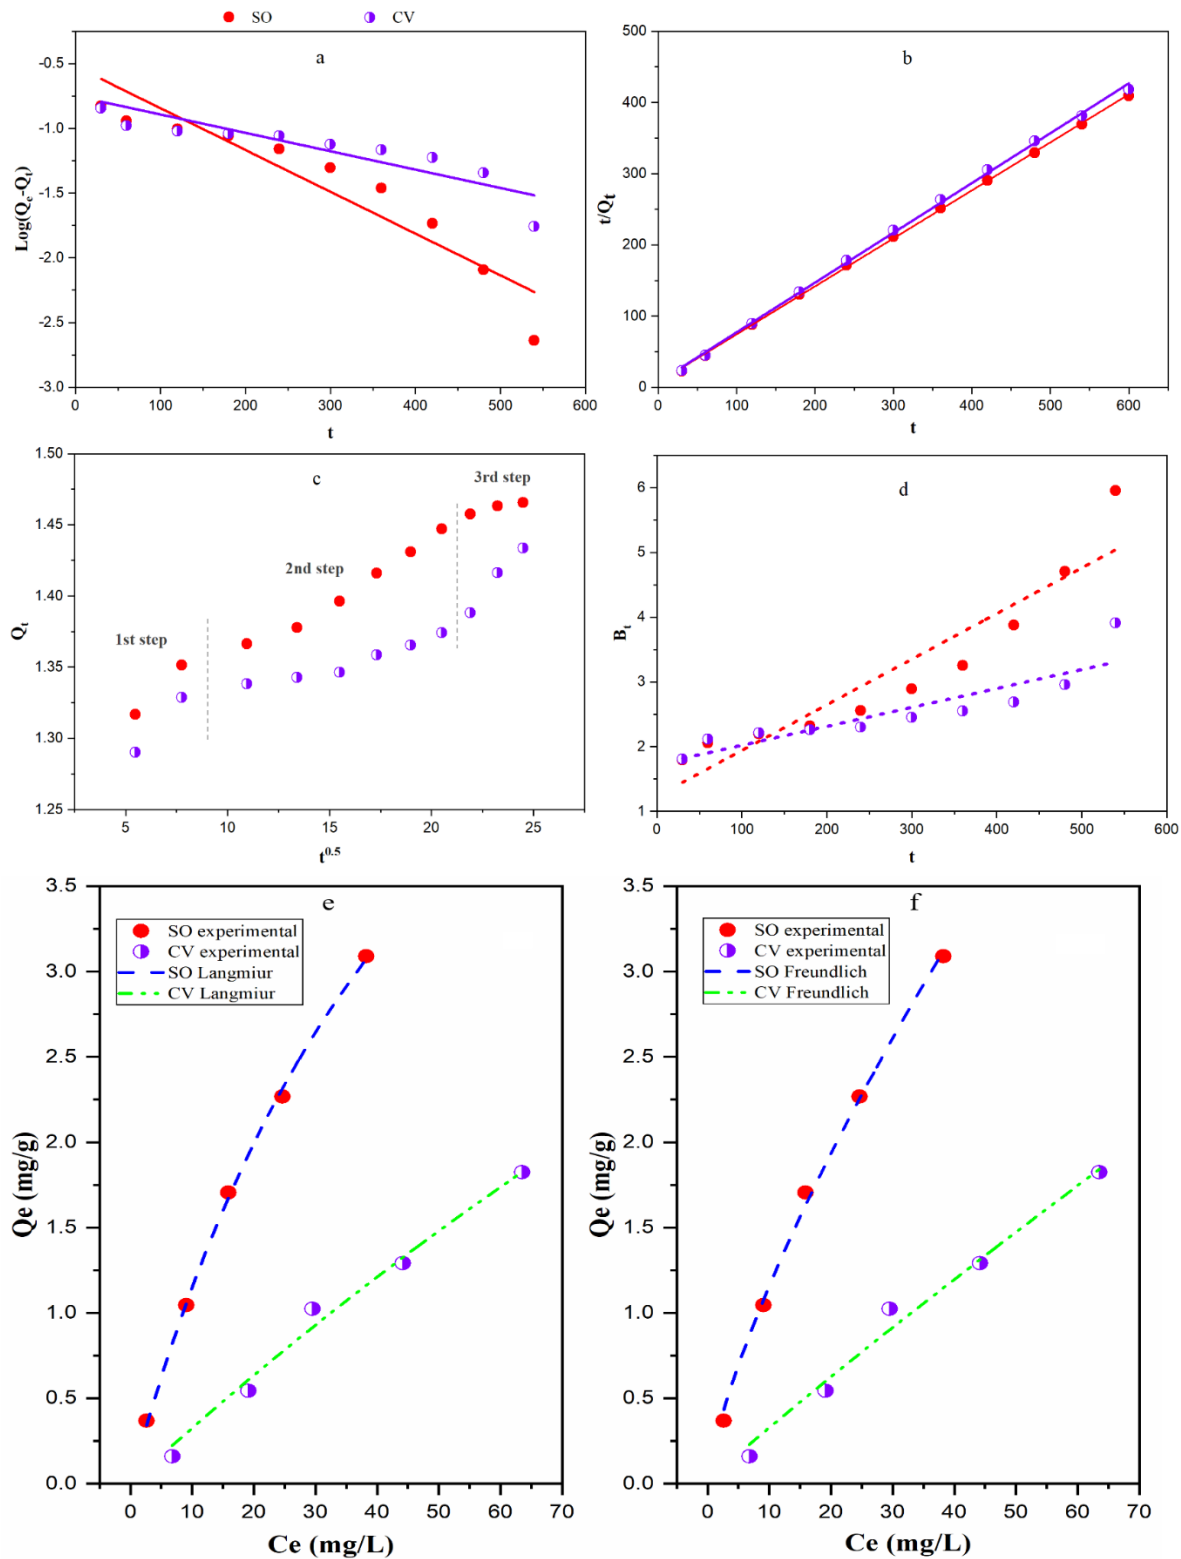 SO CV
a
-0.5
-1.0
-1.5
-2.0
-2.5
-3.0
Log(Qe-Qt)
0 100 200 300 400 500 600
t
b
500
400
300
200
100
0
t/Qt
0 100 200 300 400 500 600
t
c
1.50
1.45
1.40
1.35
1.30
1.25
Qt
1st step
2nd step
3rd step
5 10 15 20 25
t0.5
d
6
5
4
3
2
1
Bt
0 100 200 300 400 500 600
t
e
SO experimental
CV experimental
SO Langmiur
CV Langmiur
3.5
3.0
2.5
2.0
1.5
1.0
0.5
0.0
Qe (mg/g)
0 10 20 30 40 50 60 70
Ce (mg/L)
f
SO experimental
CV experimental
SO Freundlich
CV Freundlich
3.5
3.0
2.5
2.0
1.5
1.0
0.5
0.0
Qe (mg/g)
0 10 20 30 40 50 60 70
Ce (mg/L)